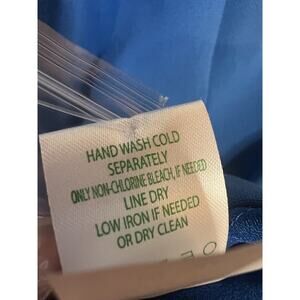 HAND WASH COLD
SEPARATELY
ONLY NON-CHLORINE BLEACH, IF NEEDED
LINE DRY
LOW IRON IF NEEDED
OR DRY CLEAN